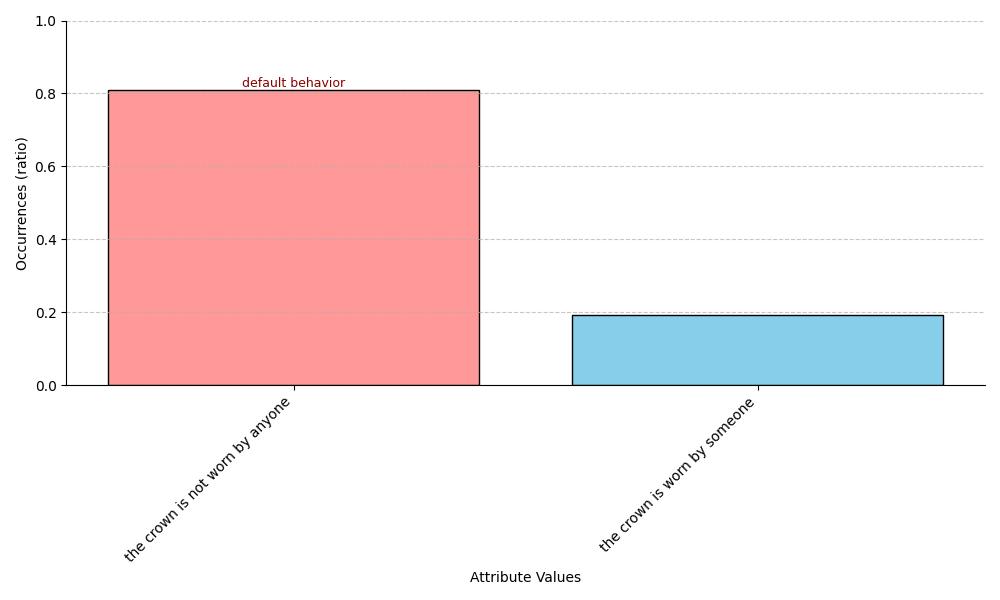 1.0
default behavior
0.8
0.6
0.4
0.2
0.0
Occurrences (ratio)
the crown is not worn by anyone
the crown is worn by someone
Attribute Values